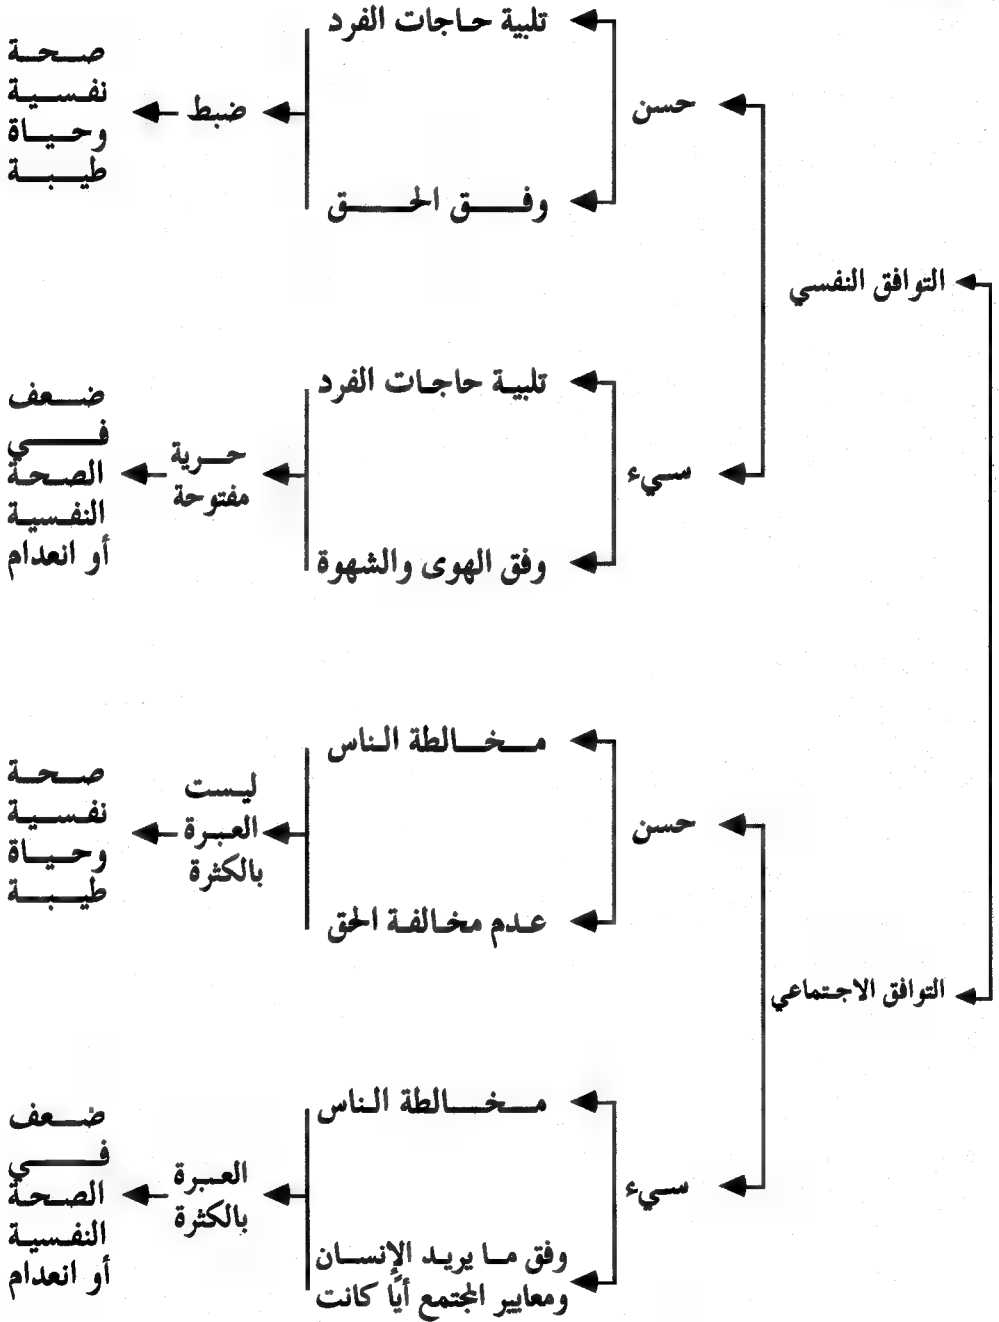 التوافق النفسي
حسن
تلبية حاجات الفرد
وفق الحق
ضبط
صحة
نفسية
وحياة
طيبة
سيء
تلبية حاجات الفرد
وفق الهوى والشهوة
حرية
مفتوحة
ضعف
في
الصحة
النفسية
أو انعدام
التوافق الاجتماعي
حسن
مخالطة الناس
عدم مخالفة الحق
ليست
العبرة
بالكثرة
صحة
نفسية
وحياة
طيبة
سيء
مخالطة الناس
وفق ما يريد الإنسان
ومعايير المجتمع أيًا كانت
العبرة
بالكثرة
ضعف
في
الصحة
النفسية
أو انعدام